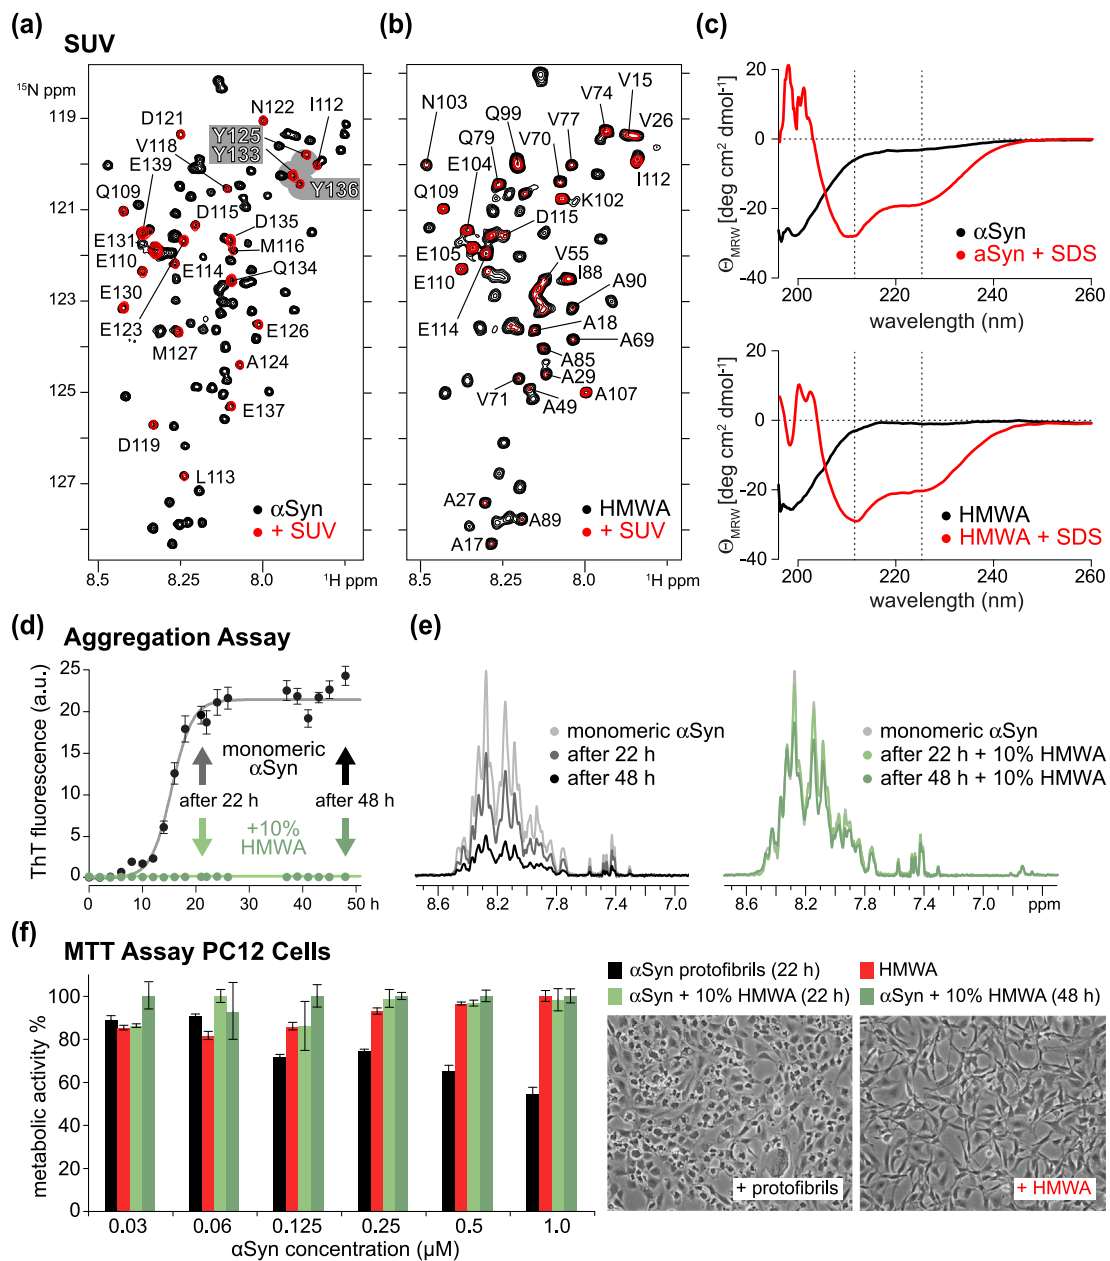 (a)
SUV
15N ppm
119
121
123
125
127
8.5
8.25
8.0
1H ppm
D121
N122
I112
V118
Y125
Y133
E139
Y136
Q109
D115
D135
E131
M116
E110
E114
Q134
E130
E123
E126
M127
A124
E137
D119
L113
αSyn
+ SUV
(b)
N103
Q99
V77
V74
V15
Q79
V70
V26
E104
I112
Q109
K102
D115
E105
V55
E110
I88
A90
E114
A18
A69
A85
A29
V71
A49
A107
A27
A89
A17
HMWA
+ SUV
8.5
8.25
8.0
1H ppm
(c)
ΘMRW [deg cm2 dmol-1]
20
0
-20
-40
αSyn
aSyn + SDS
200
220
240
260
wavelength (nm)
ΘMRW [deg cm2 dmol-1]
20
0
-20
-40
HMWA
HMWA + SDS
200
220
240
260
wavelength (nm)
(d)
Aggregation Assay
ThT fluorescence (a.u.)
25
20
15
10
5
0
monomeric
αSyn
after 22 h
after 48 h
+10%
HMWA
0
10
20
30
40
50 h
(e)
monomeric αSyn
after 22 h
after 48 h
8.6
8.2
7.8
7.4
7.0
monomeric αSyn
after 22 h + 10% HMWA
after 48 h + 10% HMWA
8.6
8.2
7.8
7.4
7.0
ppm
(f)
MTT Assay PC12 Cells
metabolic activity %
100
80
60
40
20
0
0.03
0.06
0.125
0.25
0.5
1.0
αSyn concentration (µM)
αSyn protofibrils (22 h)
HMWA
αSyn + 10% HMWA (22 h)
αSyn + 10% HMWA (48 h)
+ protofibrils
+ HMWA